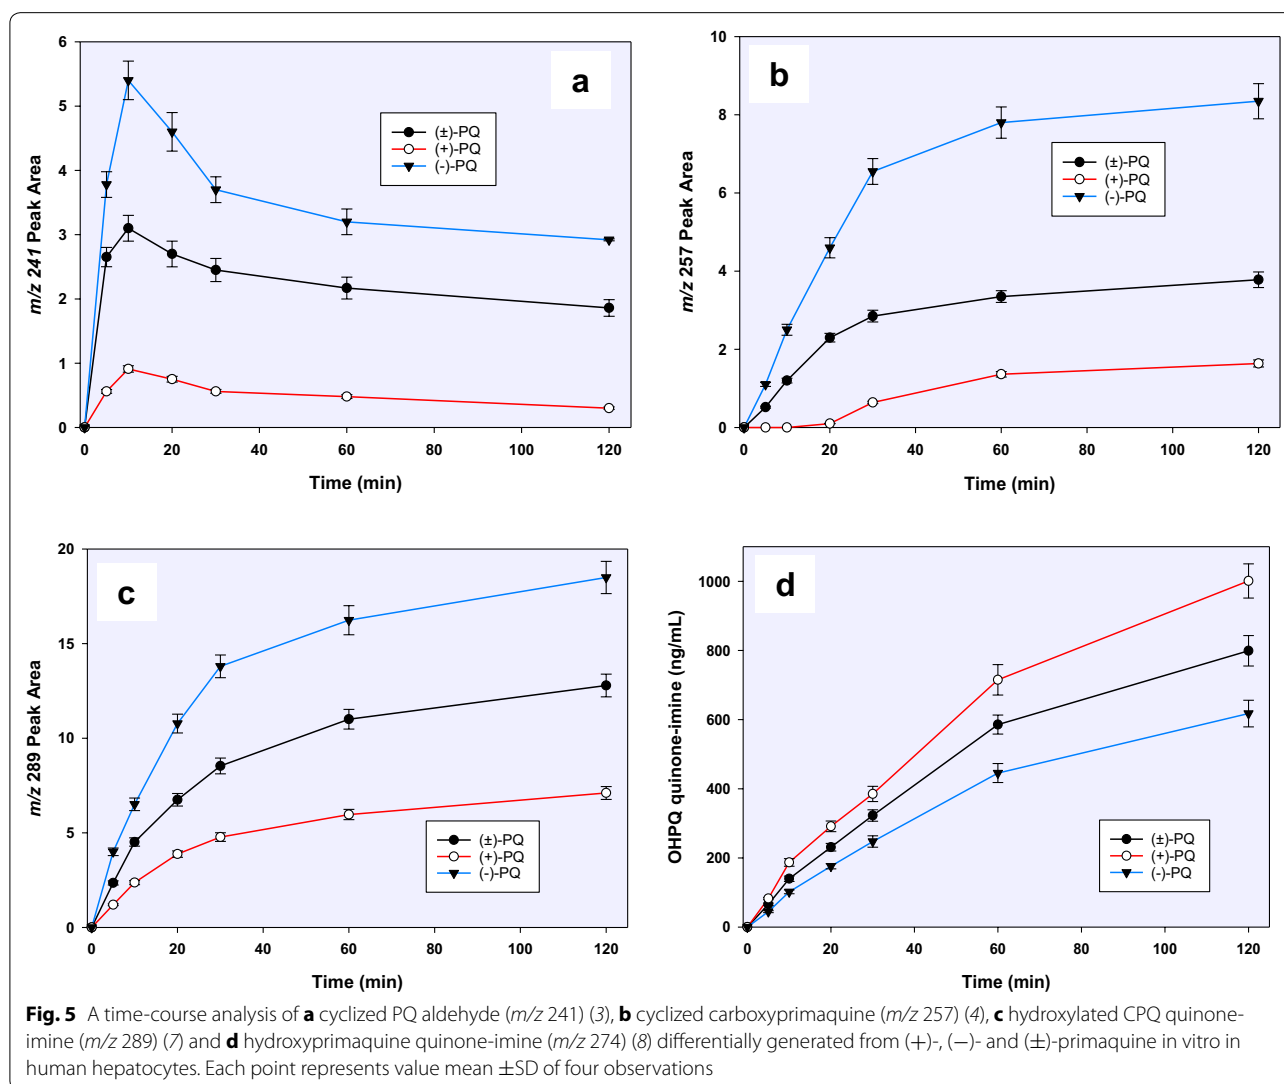 a
m/z 241 Peak Area
6
5
4
3
2
1
0
(±)-PQ
(+)-PQ
(-)-PQ
0 20 40 60 80 100 120
Time (min)
b
m/z 257 Peak Area
10
8
6
4
2
0
(±)-PQ
(+)-PQ
(-)-PQ
0 20 40 60 80 100 120
Time (min)
c
m/z 289 Peak Area
20
15
10
5
0
(±)-PQ
(+)-PQ
(-)-PQ
0 20 40 60 80 100 120
Time (min)
d
OHPQ quinone-imine (ng/mL)
1000
800
600
400
200
0
(±)-PQ
(+)-PQ
(-)-PQ
0 20 40 60 80 100 120
Time (min)
Fig. 5 A time-course analysis of a cyclized PQ aldehyde (m/z 241) (3), b cyclized carboxyprimaquine (m/z 257) (4), c hydroxylated CPQ quinone-
imine (m/z 289) (7) and d hydroxyprimaquine quinone-imine (m/z 274) (8) differentially generated from (+)-, (−)- and (±)-primaquine in vitro in
human hepatocytes. Each point represents value mean ±SD of four observations